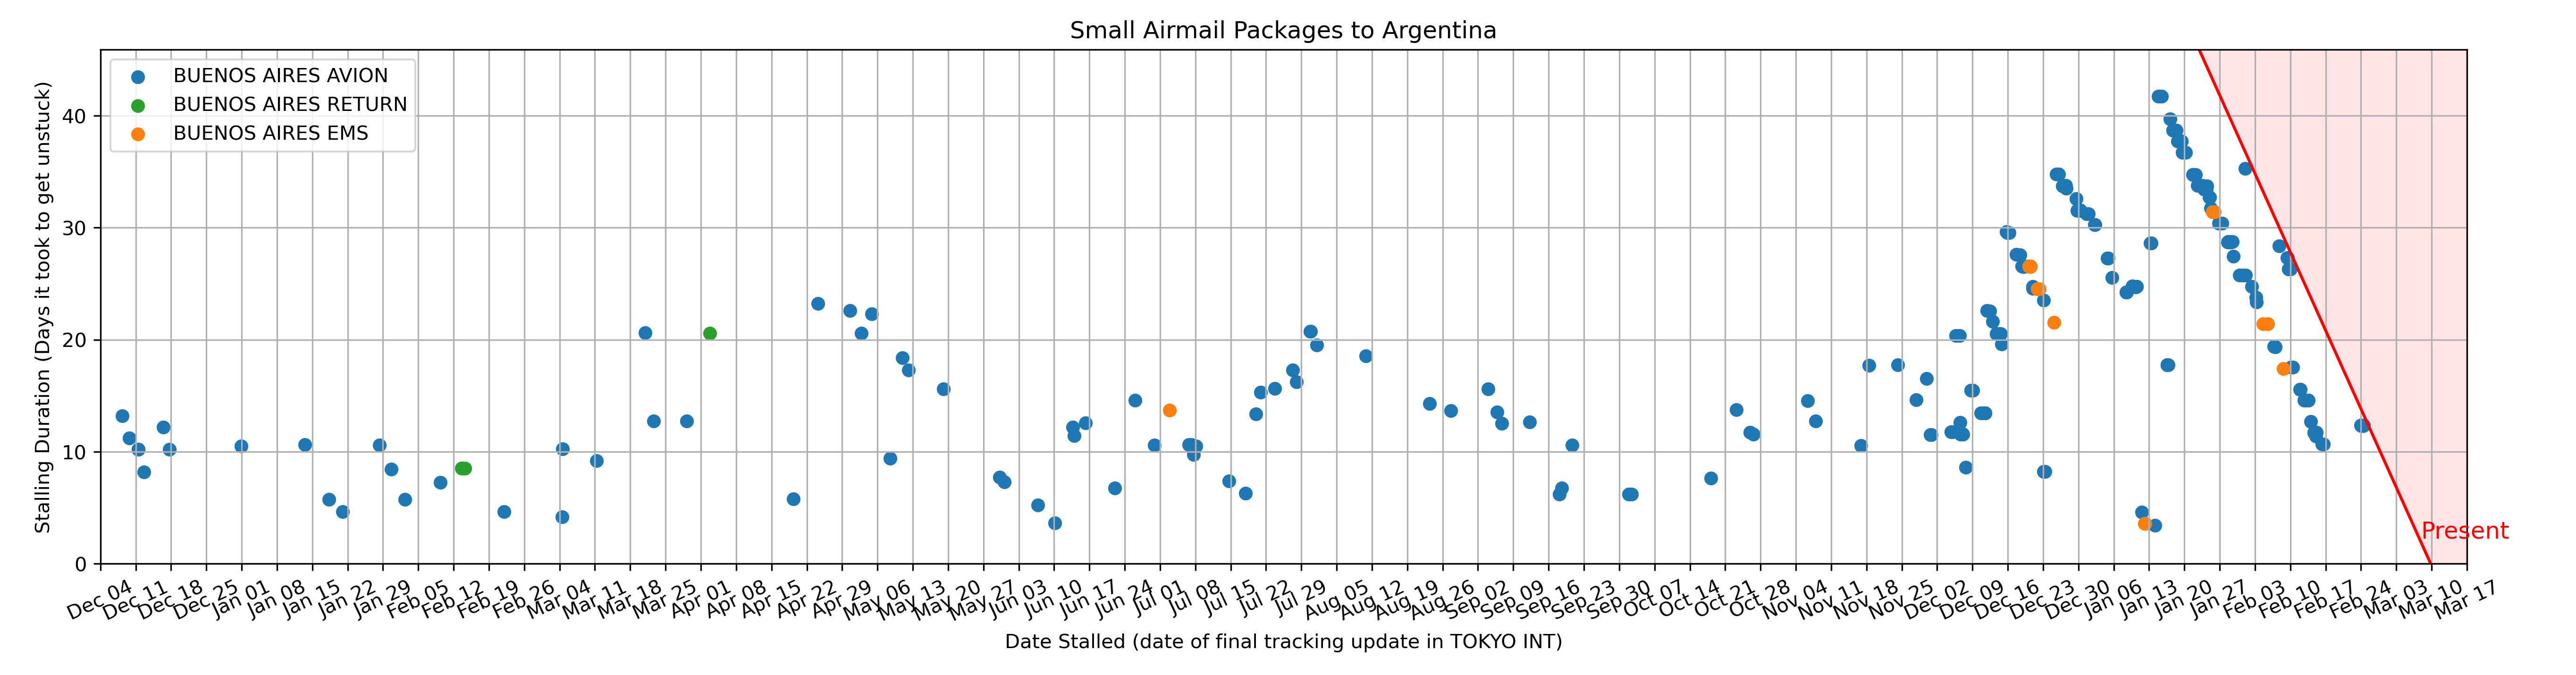 Small Airmail Packages to Argentina
BUENOS AIRES AVION
BUENOS AIRES RETURN
BUENOS AIRES EMS
Stalling Duration (Days it took to get unstuck)
40
30
20
10
0
Present
Dec 04 Dec 11 Dec 18 Dec 25 Jan 01 Jan 08 Jan 15 Jan 22 Jan 29 Feb 05 Feb 12 Feb 19 Feb 26 Mar 04 Mar 11 Mar 18 Mar 25 Apr 01 Apr 08 Apr 15 Apr 22 Apr 29 May 06 May 13 May 20 May 27 Jun 03 Jun 10 Jun 17 Jun 24 Jul 01 Jul 08 Jul 15 Jul 22 Jul 29 Aug 05 Aug 12 Aug 19 Aug 26 Sep 02 Sep 09 Sep 16 Sep 23 Sep 30 Oct 07 Oct 14 Oct 21 Oct 28 Nov 04 Nov 11 Nov 18 Nov 25 Dec 02 Dec 09 Dec 16 Dec 23 Dec 30 Jan 06 Jan 13 Jan 20 Jan 27 Feb 03 Feb 10 Feb 17 Feb 24 Mar 03 Mar 10 Mar 17
Date Stalled (date of final tracking update in TOKYO INT)